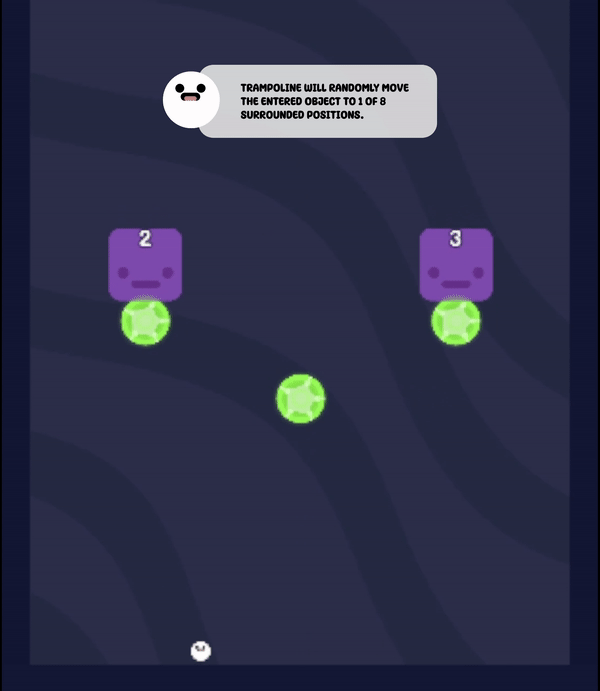 TRAMPOLINE WILL RANDOMLY MOVE
THE ENTERED OBJECT TO 1 OF 8
SURROUNDED POSITIONS.
2
3